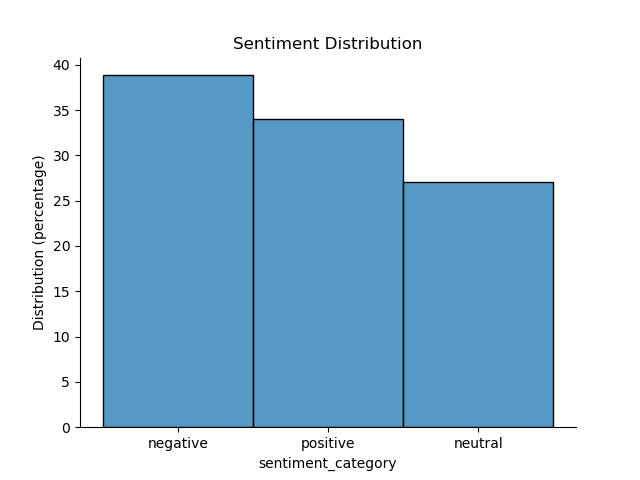 Sentiment Distribution
Distribution (percentage)
40
35
30
25
20
15
10
5
0
negative positive neutral
sentiment_category